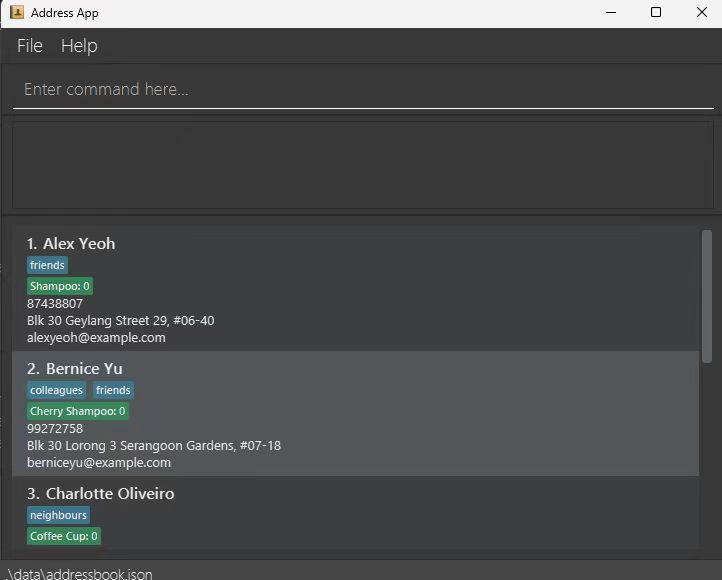 Address App
File Help
Enter command here...
1. Alex Yeoh
friends
Shampoo: 0
87438807
Blk 30 Geylang Street 29, #06-40
alexyeoh@example.com
2. Bernice Yu
colleagues friends
Cherry Shampoo: 0
99272758
Blk 30 Lorong 3 Serangoon Gardens, #07-18
berniceyu@example.com
3. Charlotte Oliveiro
neighbours
Coffee Cup: 0
.\data\addressbook.json